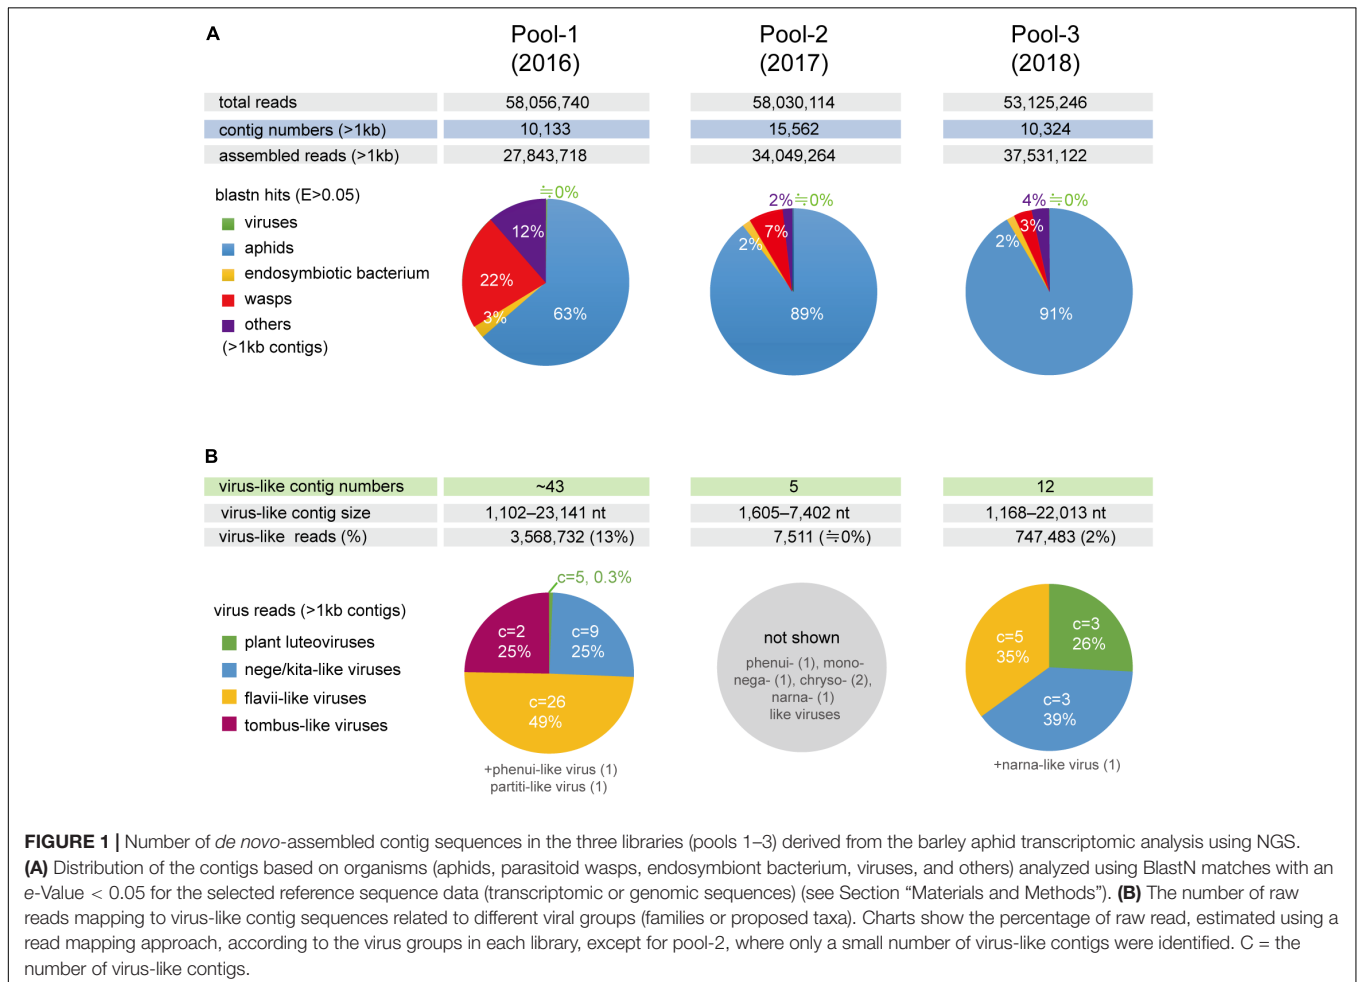 A
Pool-1
(2016)
Pool-2
(2017)
Pool-3
(2018)
total reads 58,056,740 58,030,114 53,125,246
contig numbers (>1kb) 10,133 15,562 10,324
assembled reads (>1kb) 27,843,718 34,049,264 37,531,122
blastn hits (E>0.05)
viruses
aphids
endosymbiotic bacterium
wasps
others
(>1kb contigs)
≒0%
12%
22%
3%
63%
2% ≒0%
7%
2%
89%
4% ≒0%
3%
2%
91%
B
virus-like contig numbers ~43 5 12
virus-like contig size 1,102–23,141 nt 1,605–7,402 nt 1,168–22,013 nt
virus-like reads (%) 3,568,732 (13%) 7,511 (≒0%) 747,483 (2%)
virus reads (>1kb contigs)
plant luteoviruses
nege/kita-like viruses
flavii-like viruses
tombus-like viruses
c=5, 0.3%
c=2
25%
c=9
25%
c=26
49%
+phenui-like virus (1)
partiti-like virus (1)
not shown
phenui- (1), mono-
nega- (1), chryso- (2),
narna- (1)
like viruses
c=5
35%
c=3
26%
c=3
39%
+narna-like virus (1)
FIGURE 1 | Number of de novo-assembled contig sequences in the three libraries (pools 1–3) derived from the barley aphid transcriptomic analysis using NGS.
(A) Distribution of the contigs based on organisms (aphids, parasitoid wasps, endosymbiont bacterium, viruses, and others) analyzed using BlastN matches with an
e-Value < 0.05 for the selected reference sequence data (transcriptomic or genomic sequences) (see Section “Materials and Methods”). (B) The number of raw
reads mapping to virus-like contig sequences related to different viral groups (families or proposed taxa). Charts show the percentage of raw read, estimated using a
read mapping approach, according to the virus groups in each library, except for pool-2, where only a small number of virus-like contigs were identified. C = the
number of virus-like contigs.